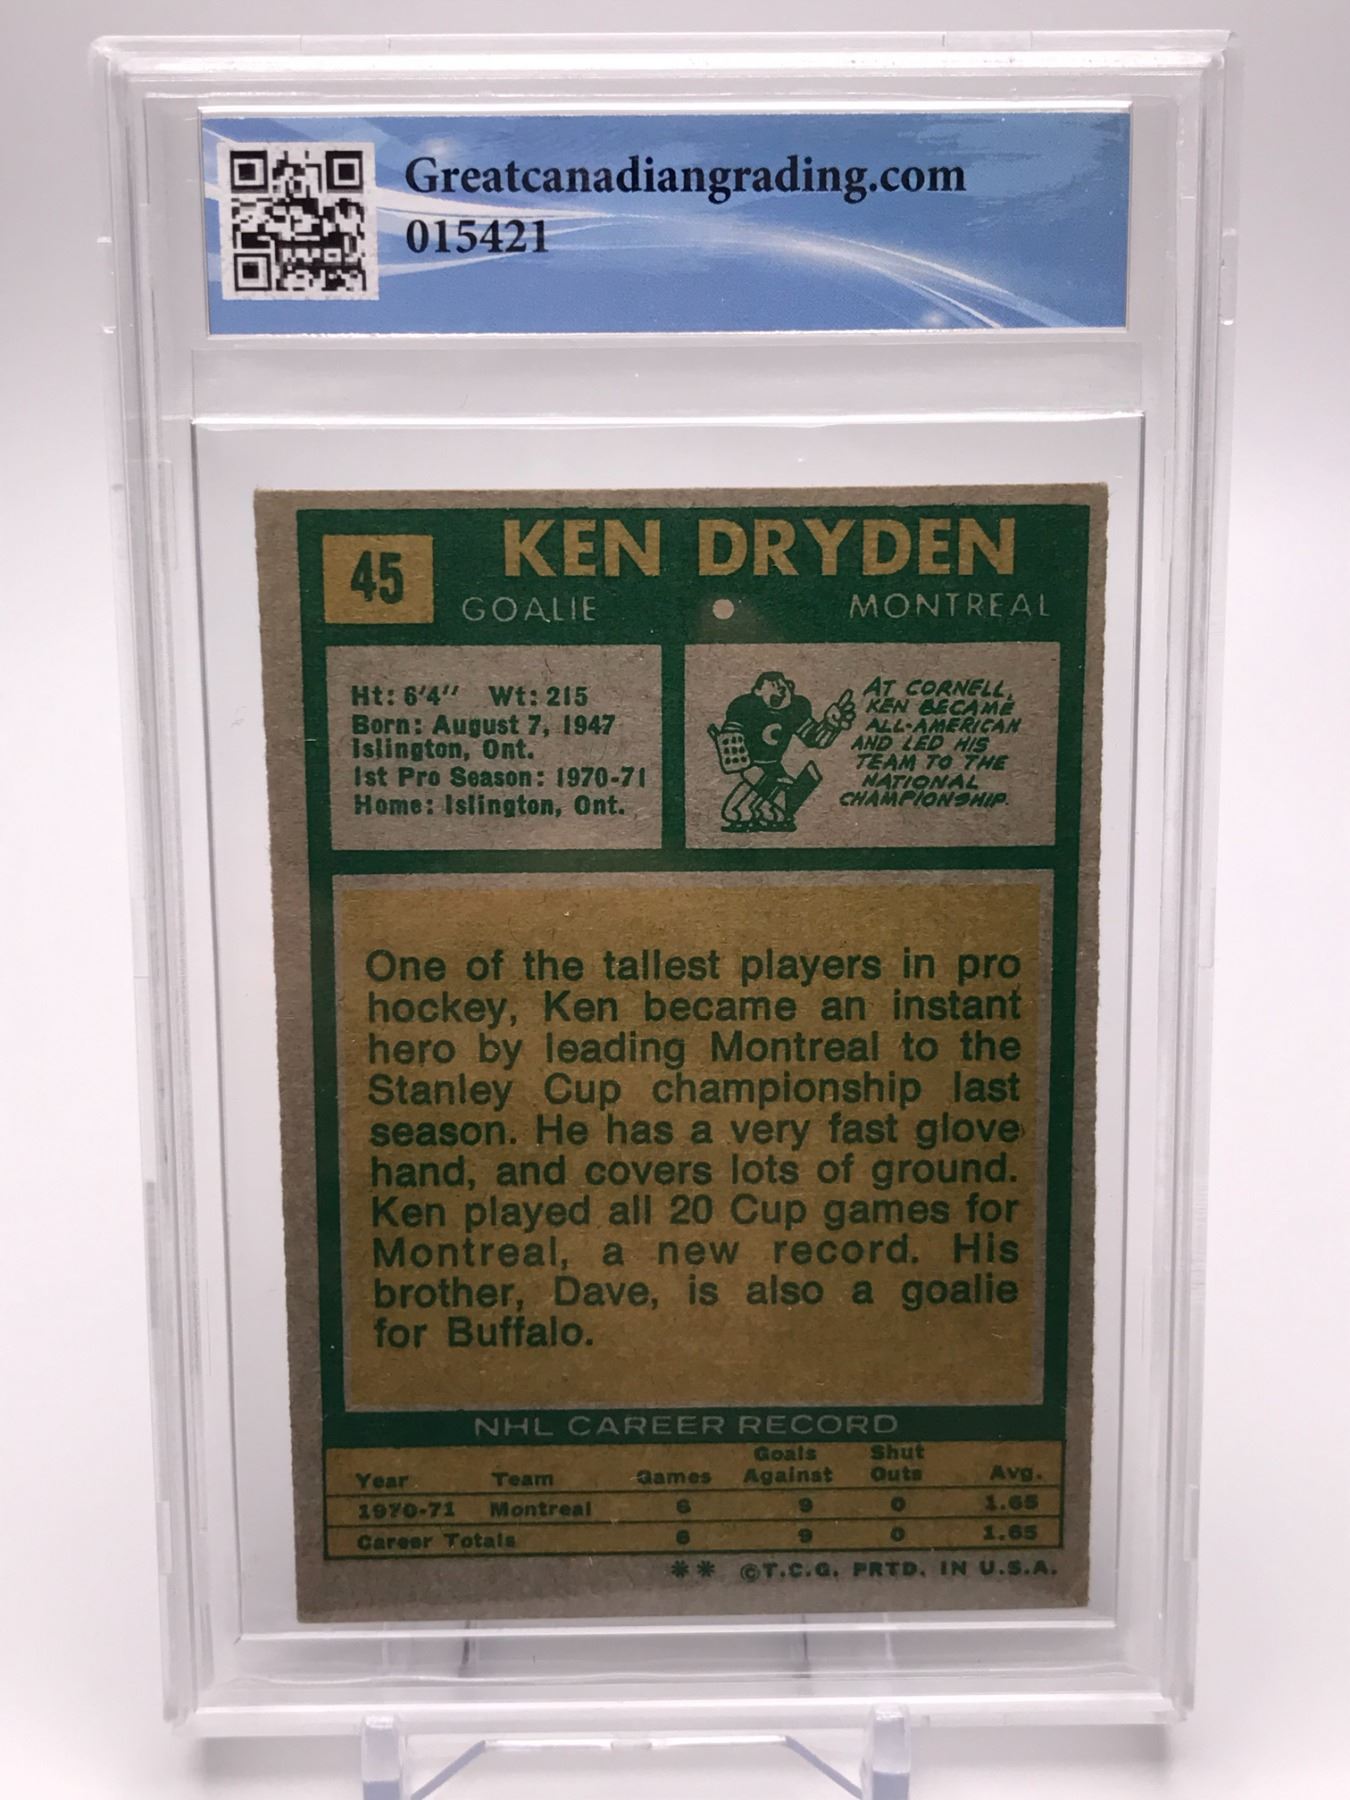 Greatcanadiangrading.com
015421
45
KEN DRYDEN
GOALIE
MONTREAL
Ht: 6'4" Wt: 215
Born: August 7, 1947
Islington, Ont.
1st Pro Season: 1970-71
Home: Islington, Ont.
C
AT CORNELL,
KEN BECAME
ALL-AMERICAN
AND LED HIS
TEAM TO THE
NATIONAL
CHAMPIONSHIP.
One of the tallest players in pro
hockey, Ken became an instant
hero by leading Montreal to the
Stanley Cup championship last
season. He has a very fast glove
hand, and covers lots of ground.
Ken played all 20 Cup games for
Montreal, a new record. His
brother, Dave, is also a goalie
for Buffalo.
NHL CAREER RECORD
Year Team Games Goals Against Shut Outs Avg.
1970-71 Montreal 6 9 0 1.65
Career Totals 6 9 0 1.65
** ©T.C.G. PRTD. IN U.S.A.